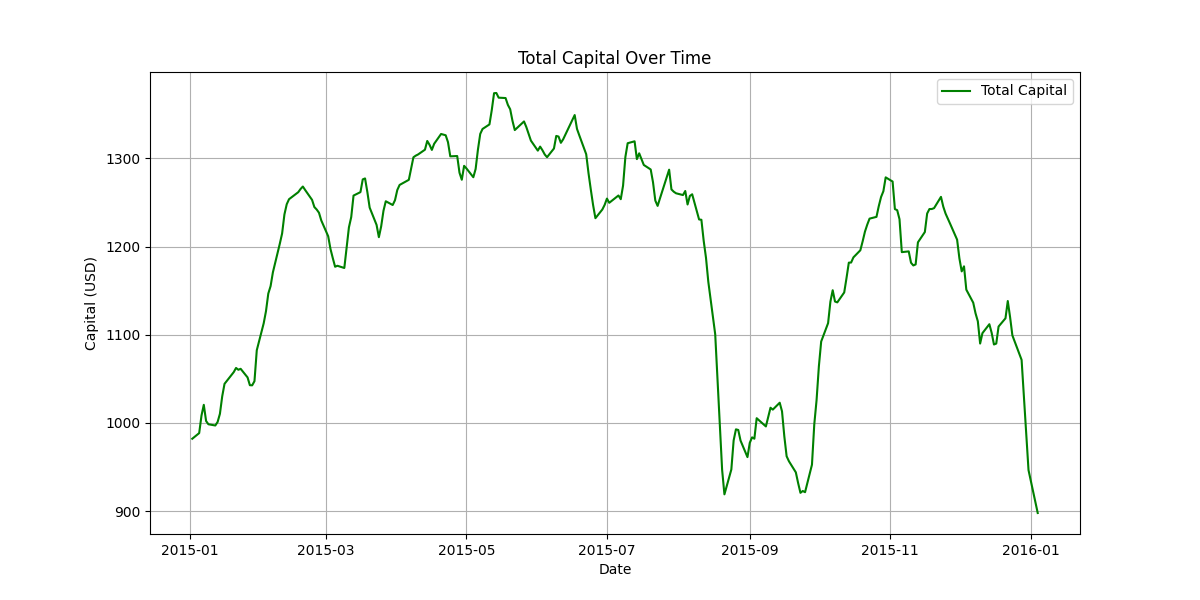 Total Capital Over Time
Total Capital
Capital (USD)
1300
1200
1100
1000
900
2015-01 2015-03 2015-05 2015-07 2015-09 2015-11 2016-01
Date